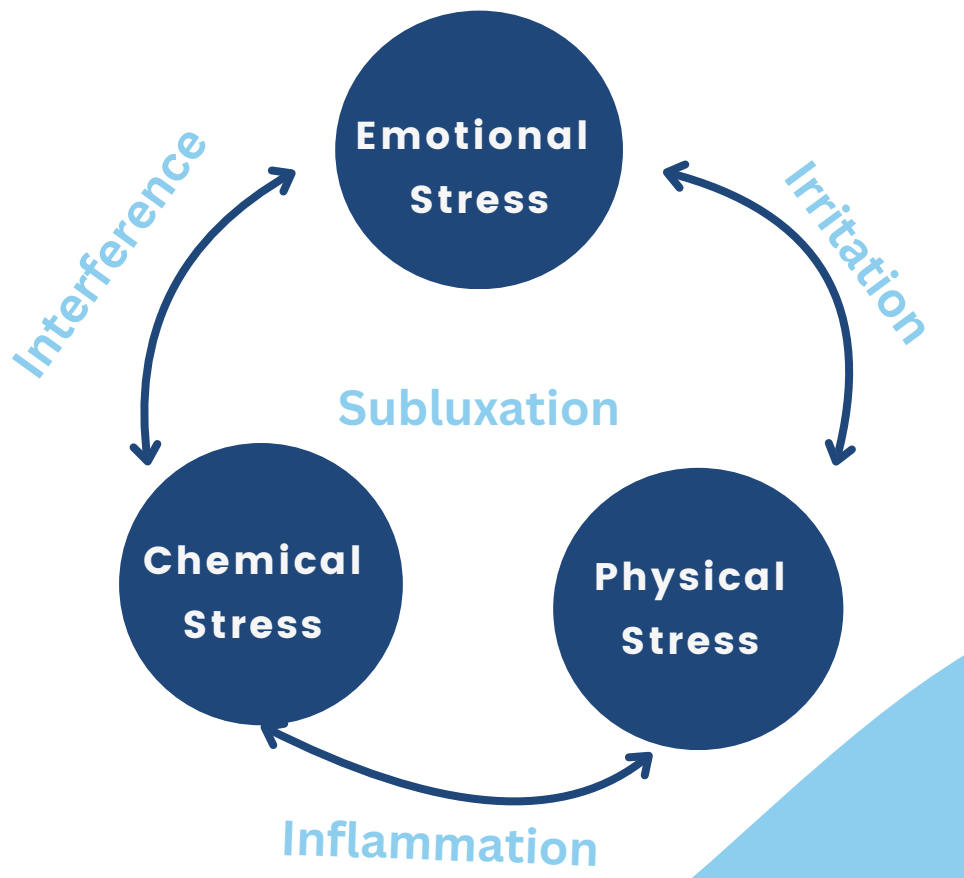 Emotional
Stress
Interference
Irritation
Subluxation
Chemical
Stress
Physical
Stress
Inflammation